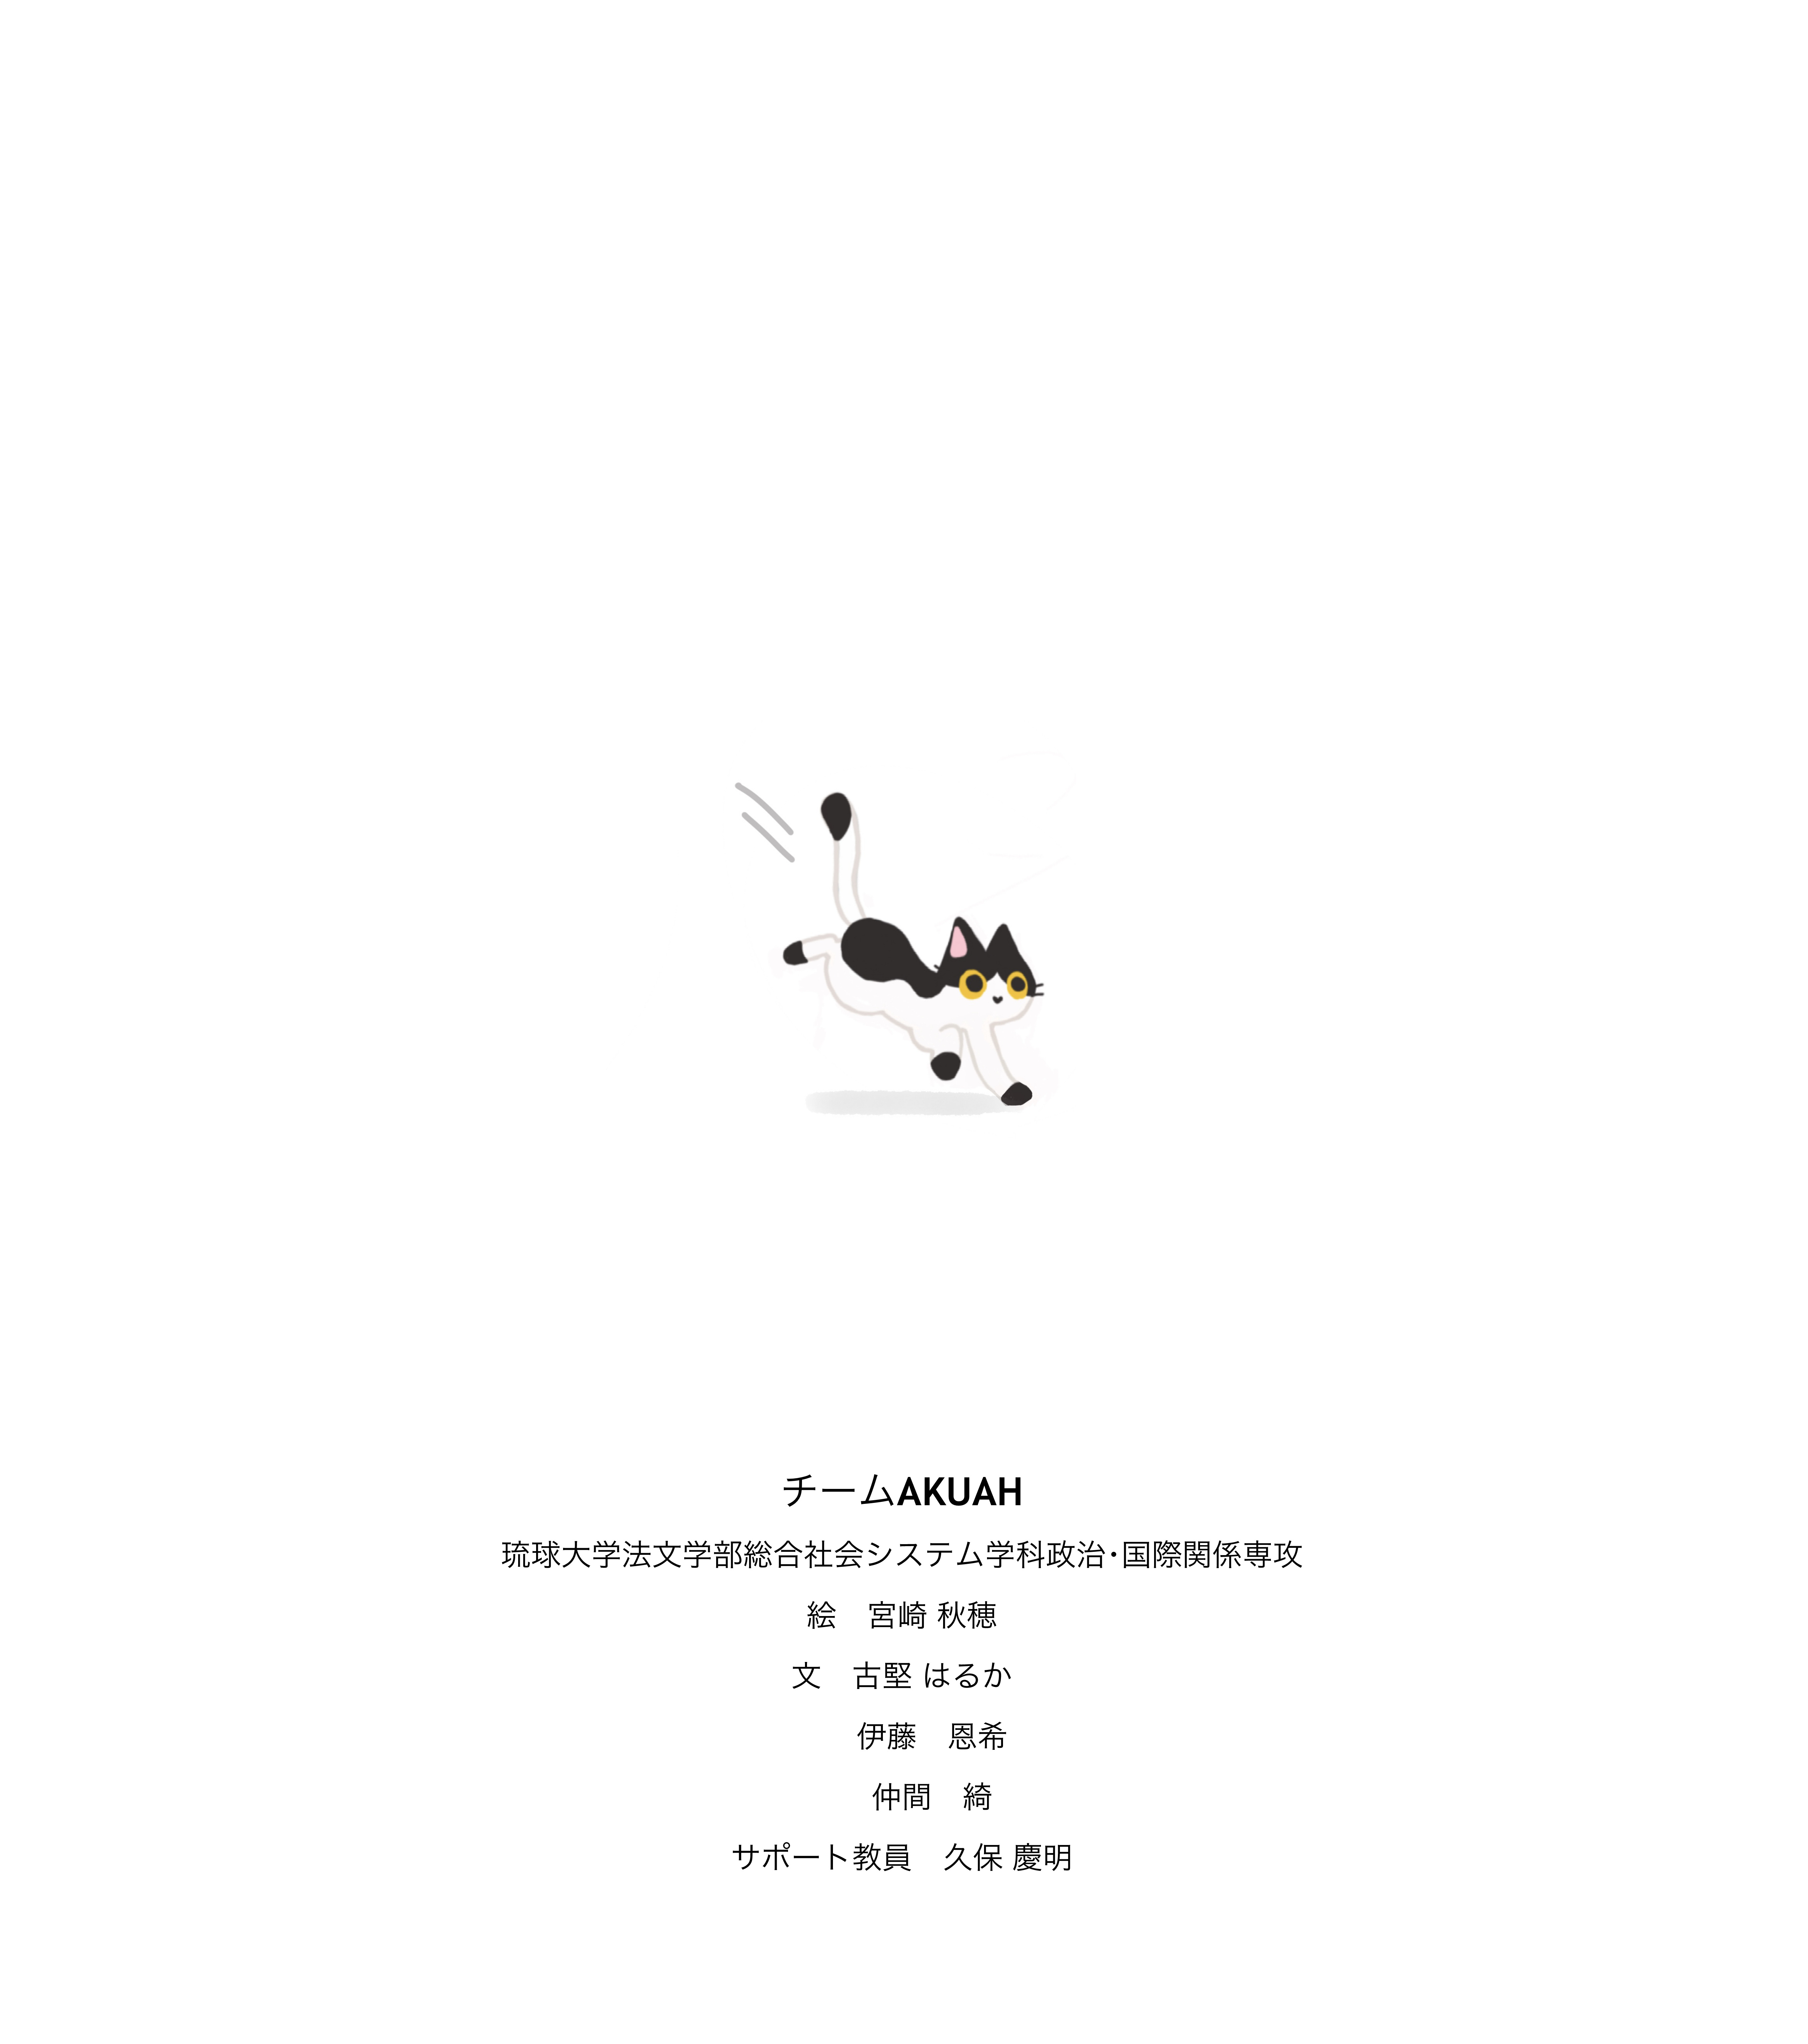 チームAKUAH
琉球大学法文学部総合社会システム学科政治・国際関係専攻
絵　宮崎 秋穂
文　古堅 はるか
伊藤　恩希
仲間　綺
サポート教員　久保 慶明